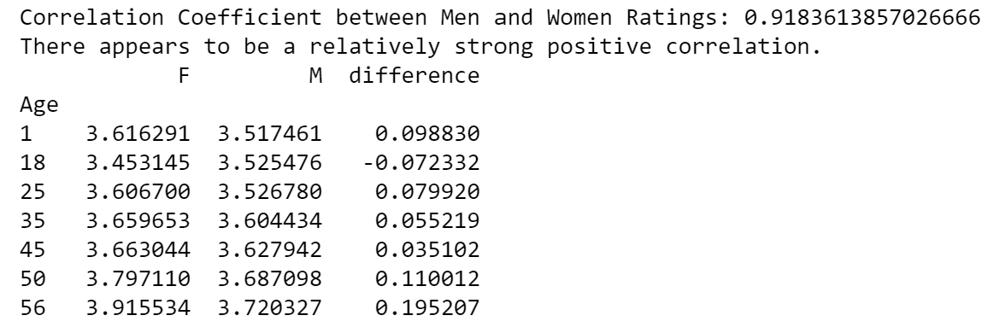 Correlation Coefficient between Men and Women Ratings: 0.9183613857026666
There appears to be a relatively strong positive correlation.
F M difference
Age
1 3.616291 3.517461 0.098830
18 3.453145 3.525476 -0.072332
25 3.606700 3.526780 0.079920
35 3.659653 3.604434 0.055219
45 3.663044 3.627942 0.035102
50 3.797110 3.687098 0.110012
56 3.915534 3.720327 0.195207